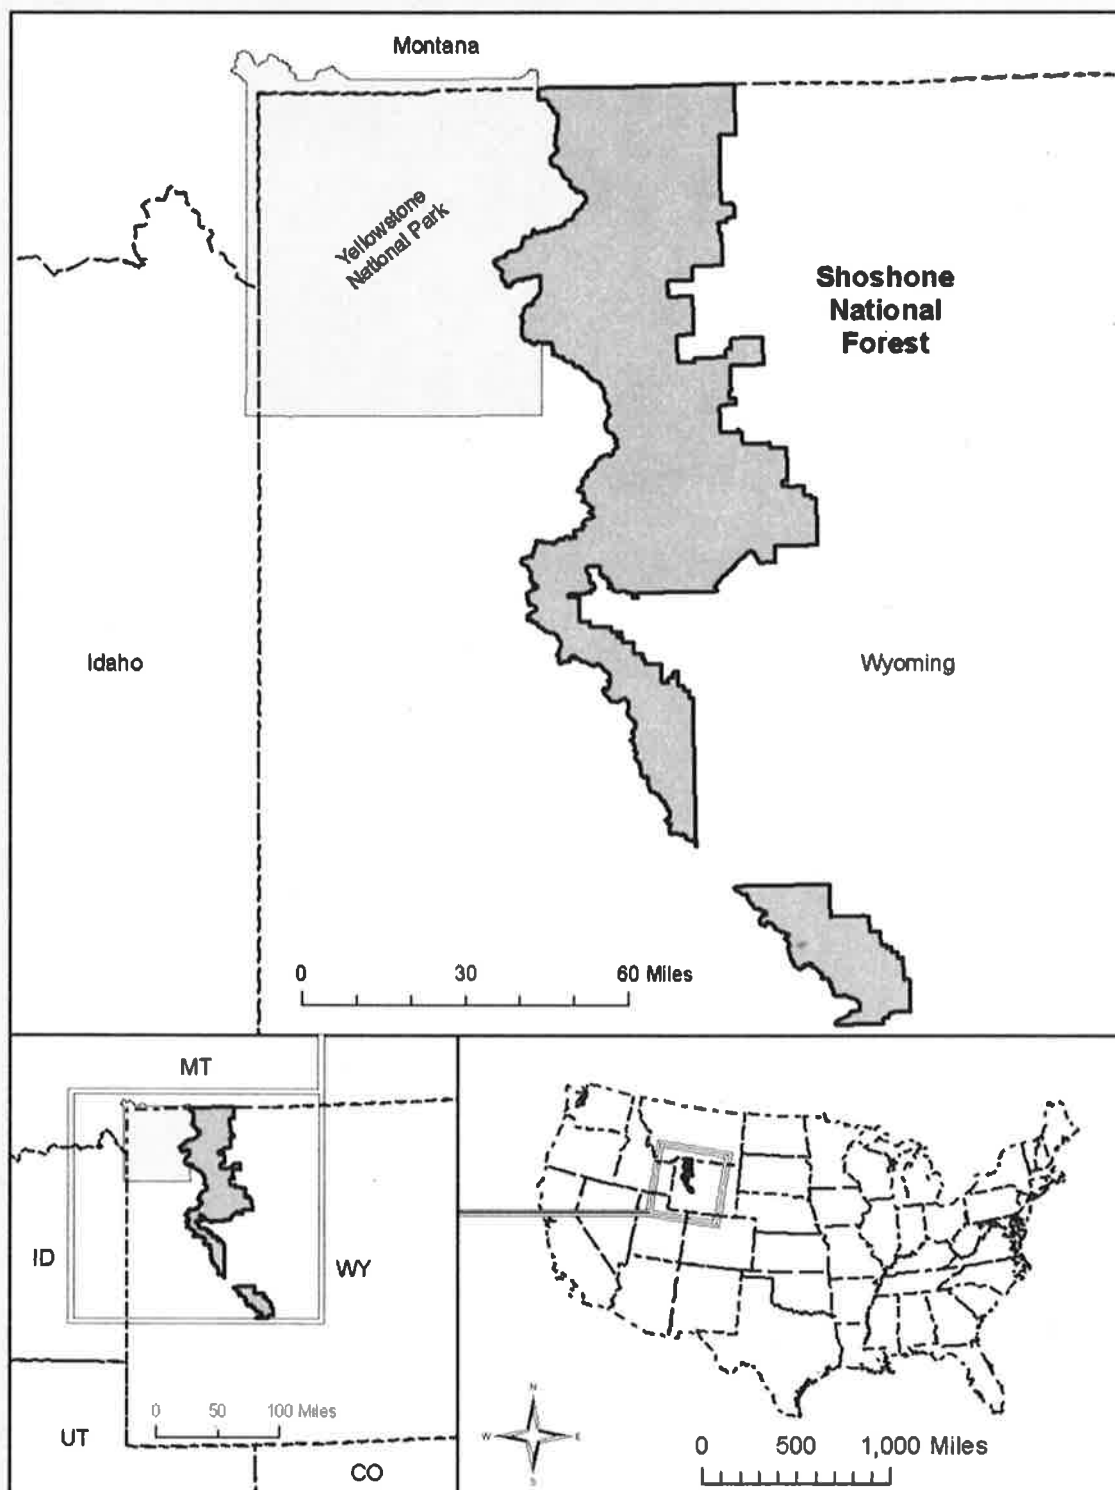 Montana
Yellowstone
National Park
Shoshone
National
Forest
Idaho
Wyoming
0 30 60 Miles
MT
ID
WY
0 50 100 Miles
UT
CO
N
W E
S
0 500 1,000 Miles